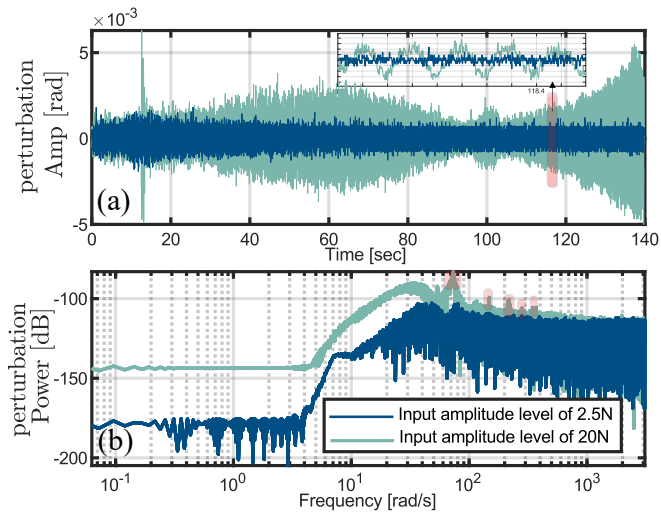 ×10⁻³
5
0
-5
perturbation
Amp [rad]
118.4
(a)
0 20 40 60 80 100 120 140
Time [sec]
-100
-150
-200
perturbation
Power [dB]
Input amplitude level of 2.5N
Input amplitude level of 20N
(b)
10⁻¹ 10⁰ 10¹ 10² 10³
Frequency [rad/s]